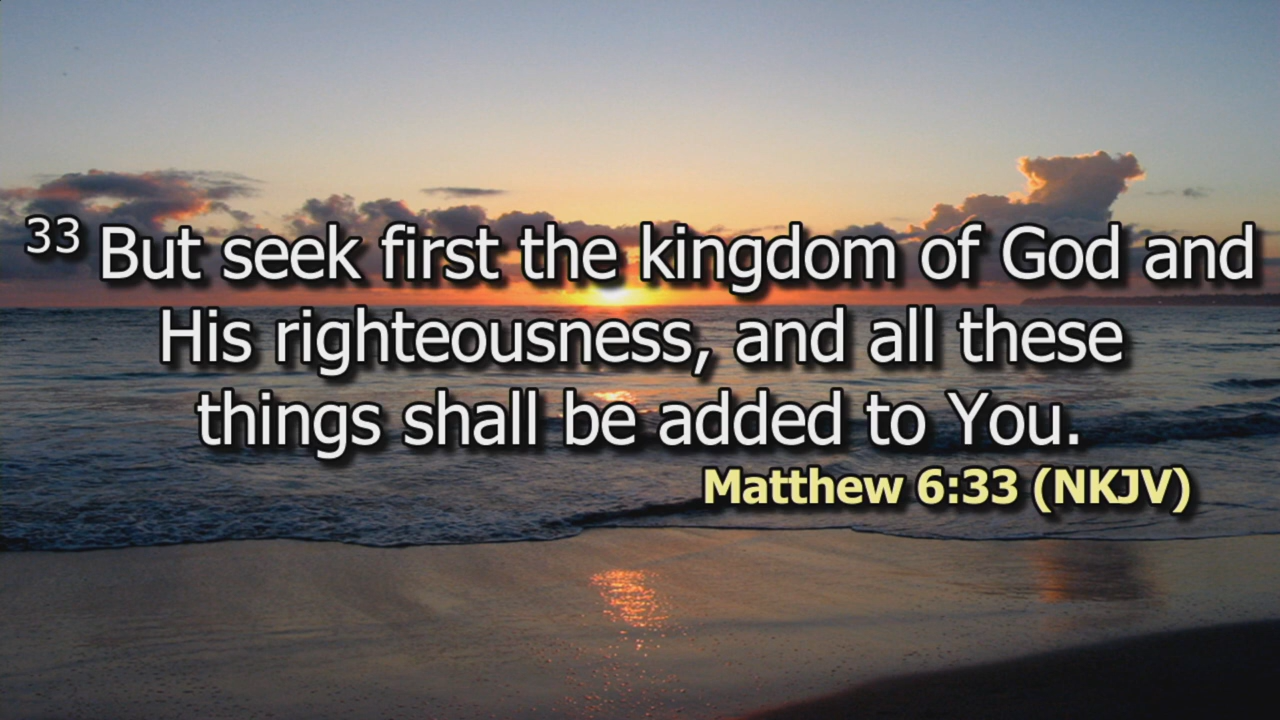 33 But seek first the kingdom of God and
His righteousness, and all these
things shall be added to You.
Matthew 6:33 (NKJV)